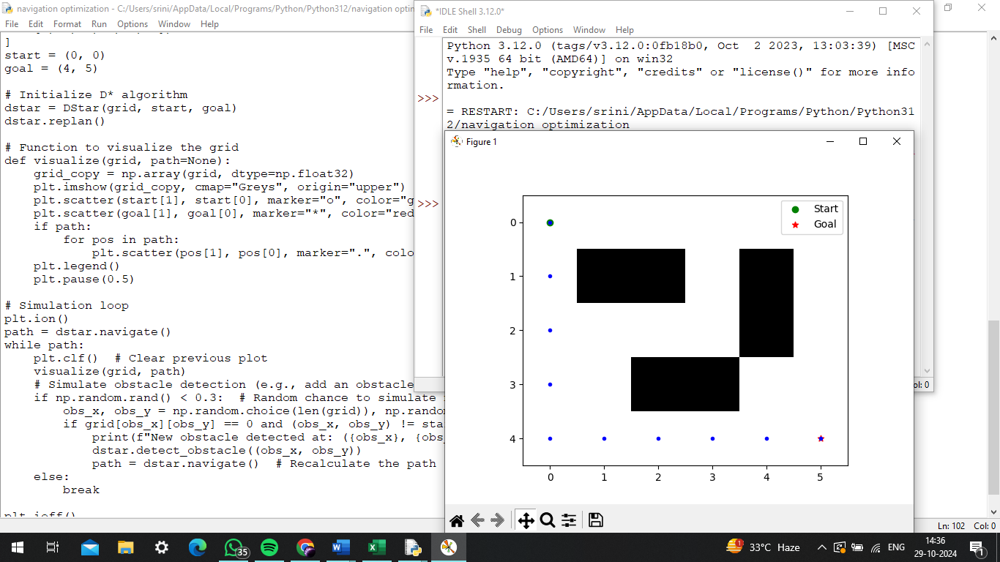 navigation optimization - C:/Users/srini/AppData/Local/Programs/Python/Python312/navigation optin
File Edit Format Run Options Window Help
]
start = (0, 0)
goal = (4, 5)
# Initialize D* algorithm
dstar = DStar(grid, start, goal)
dstar.replan()
# Function to visualize the grid
def visualize(grid, path=None):
    grid_copy = np.array(grid, dtype=np.float32)
    plt.imshow(grid_copy, cmap="Greys", origin="upper")
    plt.scatter(start[1], start[0], marker="o", color="g
    plt.scatter(goal[1], goal[0], marker="*", color="red
    if path:
        for pos in path:
            plt.scatter(pos[1], pos[0], marker=".", colo
    plt.legend()
    plt.pause(0.5)
# Simulation loop
plt.ion()
path = dstar.navigate()
while path:
    plt.clf()  # Clear previous plot
    visualize(grid, path)
    # Simulate obstacle detection (e.g., add an obstacle
    if np.random.rand() < 0.3:  # Random chance to simulate
        obs_x, obs_y = np.random.choice(len(grid)), np.rando
        if grid[obs_x][obs_y] == 0 and (obs_x, obs_y) != sta
            print(f"New obstacle detected at: ({obs_x}, {obs_
            dstar.detect_obstacle((obs_x, obs_y))
            path = dstar.navigate()  # Recalculate the path
    else:
        break
plt.ioff()
*IDLE Shell 3.12.0*
File Edit Shell Debug Options Window Help
Python 3.12.0 (tags/v3.12.0:0fb18b0, Oct  2 2023, 13:03:39) [MSC
v.1935 64 bit (AMD64)] on win32
Type "help", "copyright", "credits" or "license()" for more info
rmation.
>>>
= RESTART: C:/Users/srini/AppData/Local/Programs/Python/Python31
2/navigation optimization
>>>
Figure 1
Start
Goal
0
1
2
3
4
0 1 2 3 4 5
ol: 0
Ln: 102 Col: 0
35
33°C Haze
1
ENG
14:36
29-10-2024
1